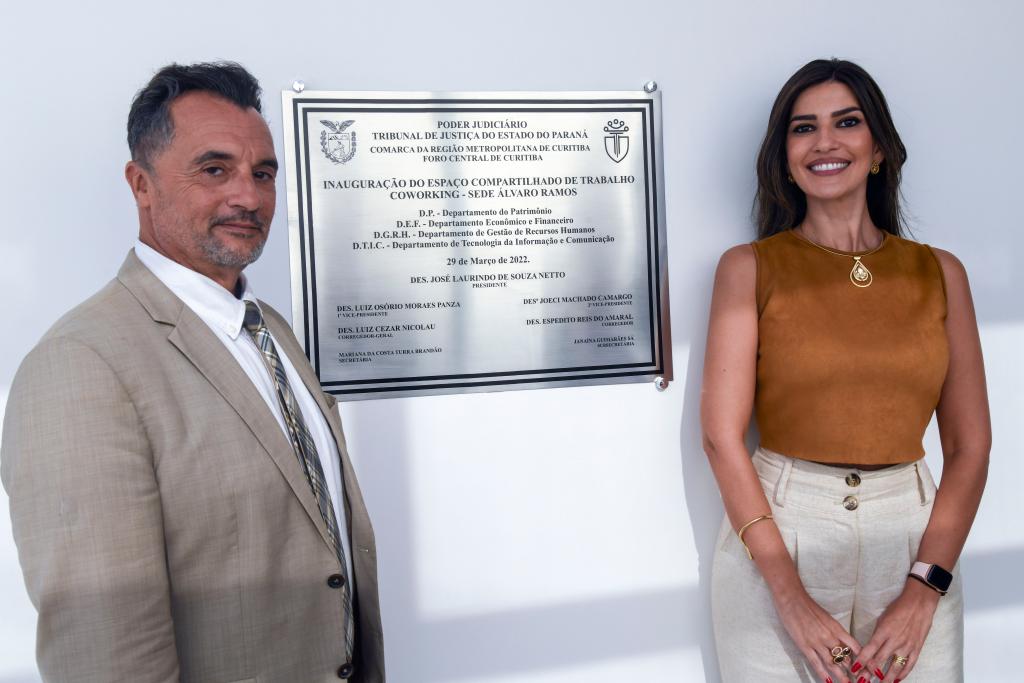 PODER JUDICIÁRIO
TRIBUNAL DE JUSTIÇA DO ESTADO DO PARANÁ
COMARCA DA REGIÃO METROPOLITANA DE CURITIBA
FORO CENTRAL DE CURITIBA
INAUGURAÇÃO DO ESPAÇO COMPARTILHADO DE TRABALHO
COWORKING - SEDE ÁLVARO RAMOS
D.P. - Departamento do Patrimônio
D.E.F. - Departamento Econômico e Financeiro
D.G.R.H. - Departamento de Gestão de Recursos Humanos
D.T.I.C. - Departamento de Tecnologia da Informação e Comunicação
29 de Março de 2022.
DES. JOSÉ LAURINDO DE SOUZA NETTO
PRESIDENTE
DES. LUIZ OSÓRIO MORAES PANZA
1º VICE-PRESIDENTE
DESª JOECI MACHADO CAMARGO
2º VICE-PRESIDENTE
DES. LUIZ CEZAR NICOLAU
CORREGEDOR-GERAL
DES. ESPEDITO REIS DO AMARAL
CORREGEDOR
MARIANA DA COSTA TURRA BRANDÃO
SECRETÁRIA
JANAINA GUIMARÃES SÁ
SUBSECRETÁRIA